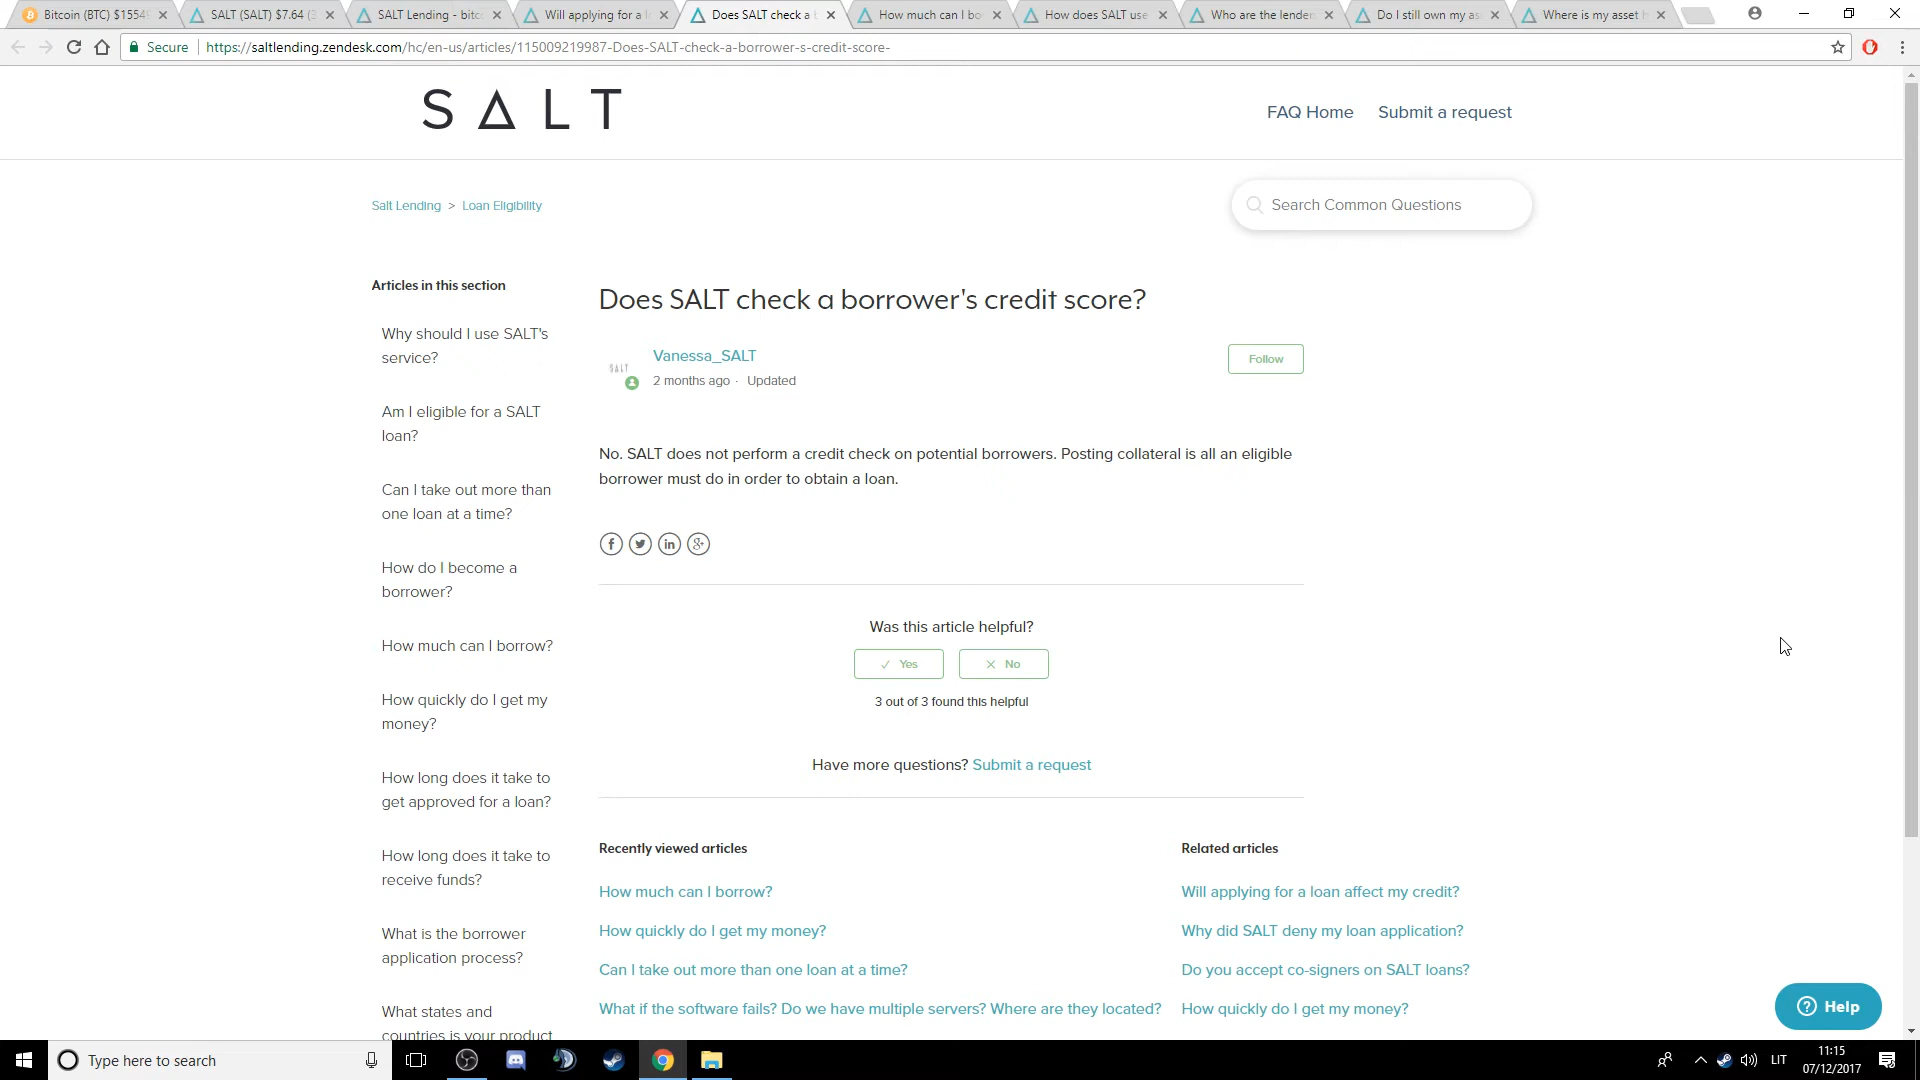 Bitcoin (BTC) $1554
SALT (SALT) $7.64 (
SALT Lending - bitc
Will applying for a l
Does SALT check a b
How much can I bo
How does SALT use
Who are the lender
Do I still own my as
Where is my asset h
Secure
https://saltlending.zendesk.com/hc/en-us/articles/115009219987-Does-SALT-check-a-borrower-s-credit-score-
SALT
FAQ Home
Submit a request
Salt Lending > Loan Eligibility
Search Common Questions
Articles in this section
Why should I use SALT's
service?
Am I eligible for a SALT
loan?
Can I take out more than
one loan at a time?
How do I become a
borrower?
How much can I borrow?
How quickly do I get my
money?
How long does it take to
get approved for a loan?
How long does it take to
receive funds?
What is the borrower
application process?
What states and
countries is your product
Does SALT check a borrower's credit score?
SALT
Vanessa_SALT
2 months ago · Updated
Follow
No. SALT does not perform a credit check on potential borrowers. Posting collateral is all an eligible
borrower must do in order to obtain a loan.
Was this article helpful?
✓ Yes
✕ No
3 out of 3 found this helpful
Have more questions? Submit a request
Recently viewed articles
How much can I borrow?
How quickly do I get my money?
Can I take out more than one loan at a time?
What if the software fails? Do we have multiple servers? Where are they located?
Related articles
Will applying for a loan affect my credit?
Why did SALT deny my loan application?
Do you accept co-signers on SALT loans?
How quickly do I get my money?
Help
Type here to search
LIT
11:15
07/12/2017